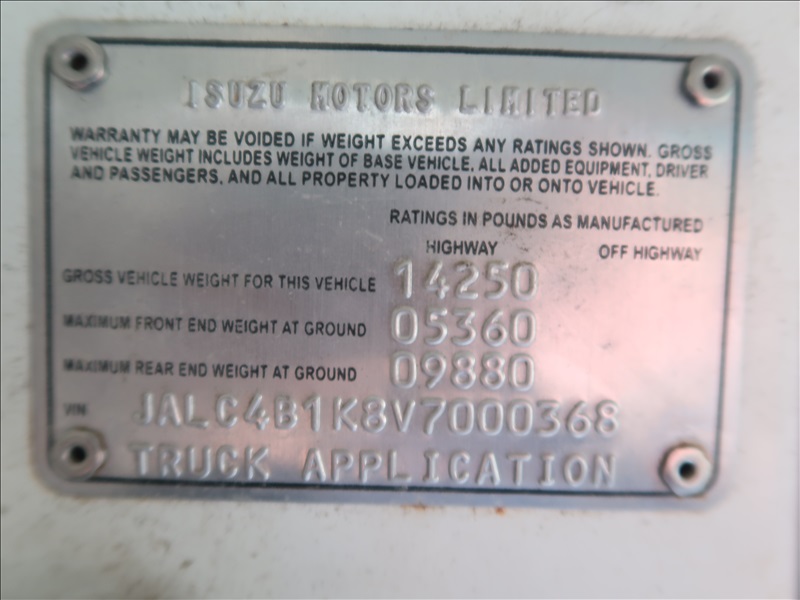 ISUZU MOTORS LIMITED
WARRANTY MAY BE VOIDED IF WEIGHT EXCEEDS ANY RATINGS SHOWN. GROSS
VEHICLE WEIGHT INCLUDES WEIGHT OF BASE VEHICLE, ALL ADDED EQUIPMENT, DRIVER
AND PASSENGERS, AND ALL PROPERTY LOADED INTO OR ONTO VEHICLE.
RATINGS IN POUNDS AS MANUFACTURED
HIGHWAY OFF HIGHWAY
GROSS VEHICLE WEIGHT FOR THIS VEHICLE 14250
MAXIMUM FRONT END WEIGHT AT GROUND 05360
MAXIMUM REAR END WEIGHT AT GROUND 09880
VIN JALC4B1K8V7000368
TRUCK APPLICATION